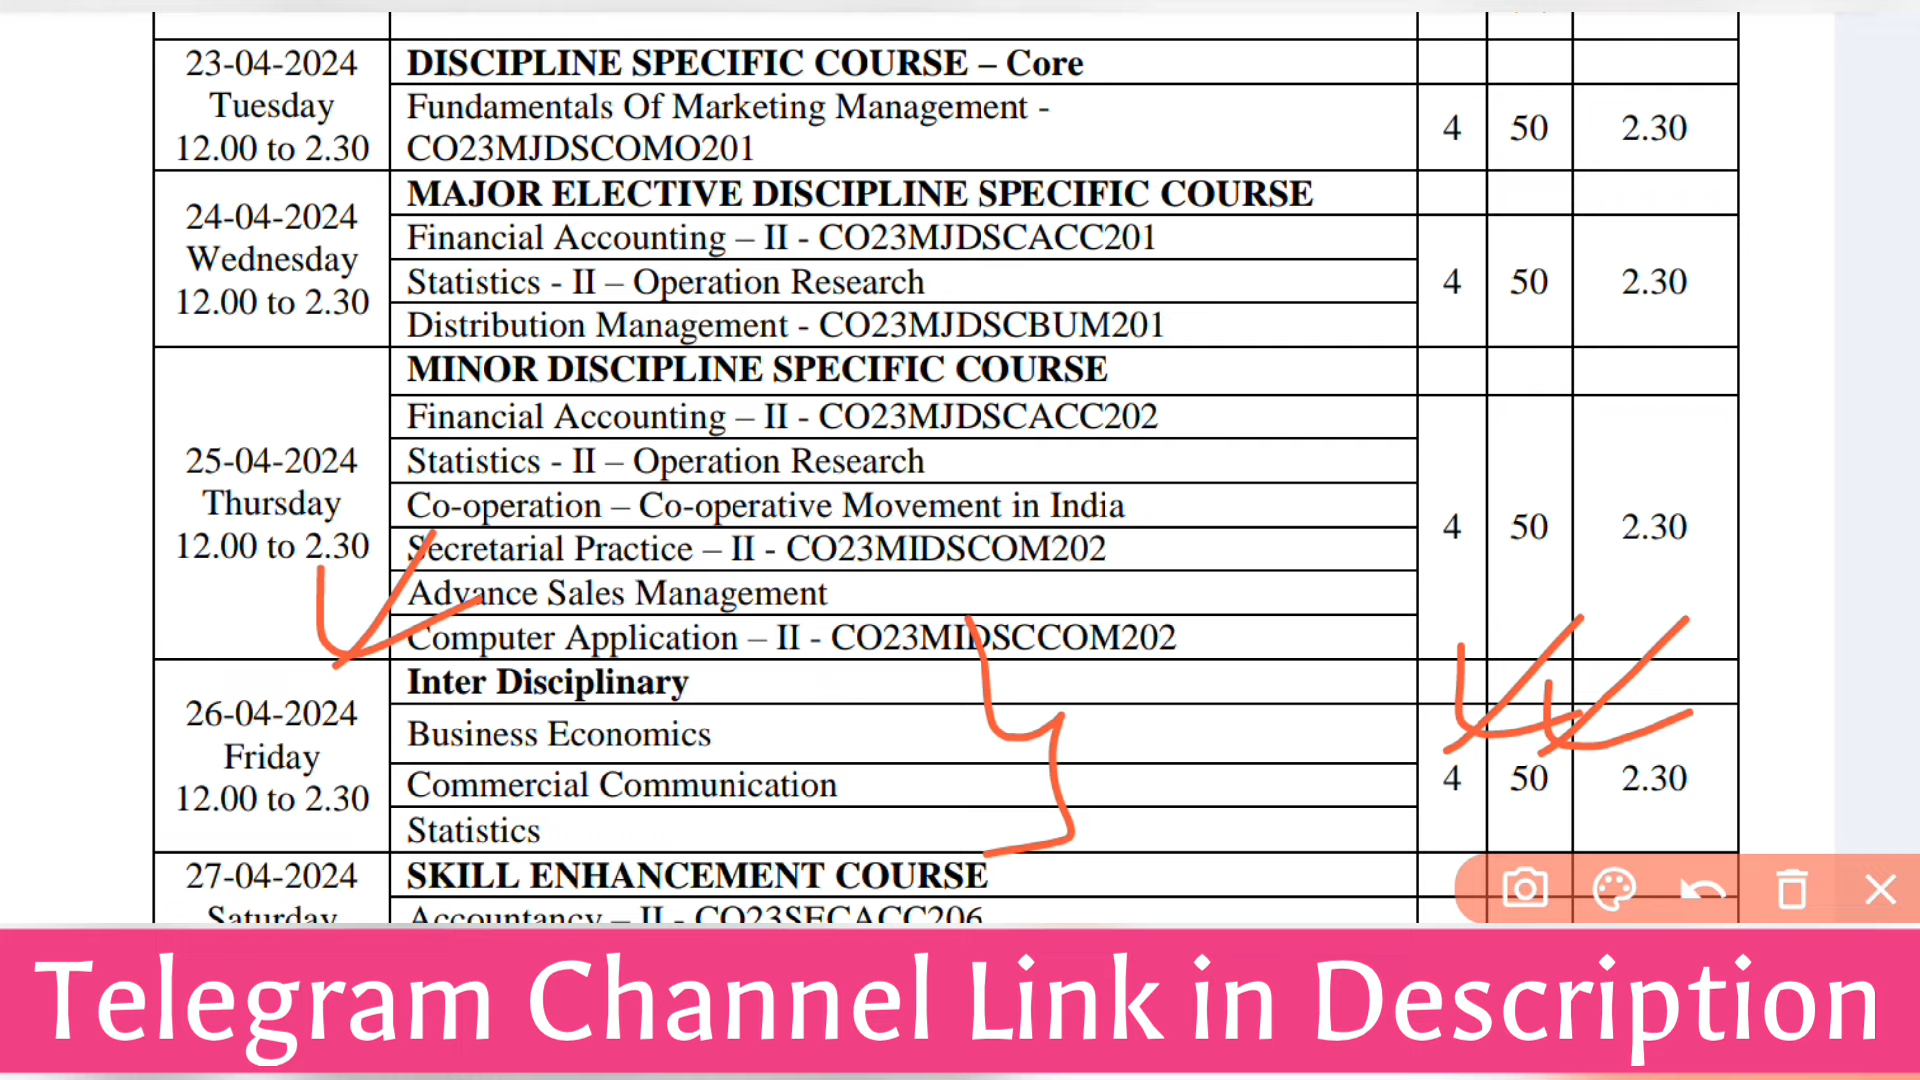 23-04-2024
Tuesday
12.00 to 2.30
DISCIPLINE SPECIFIC COURSE – Core
Fundamentals Of Marketing Management -
CO23MJDSCOMO201
4
50
2.30
24-04-2024
Wednesday
12.00 to 2.30
MAJOR ELECTIVE DISCIPLINE SPECIFIC COURSE
Financial Accounting – II - CO23MJDSCACC201
Statistics - II – Operation Research
Distribution Management - CO23MJDSCBUM201
4
50
2.30
25-04-2024
Thursday
12.00 to 2.30
MINOR DISCIPLINE SPECIFIC COURSE
Financial Accounting – II - CO23MJDSCACC202
Statistics - II – Operation Research
Co-operation – Co-operative Movement in India
Secretarial Practice – II - CO23MIDSCOM202
Advance Sales Management
Computer Application – II - CO23MIDSCCOM202
4
50
2.30
26-04-2024
Friday
12.00 to 2.30
Inter Disciplinary
Business Economics
Commercial Communication
Statistics
4
50
2.30
27-04-2024
Saturday
SKILL ENHANCEMENT COURSE
Accountancy – II - CO23SECACC206
Telegram Channel Link in Description